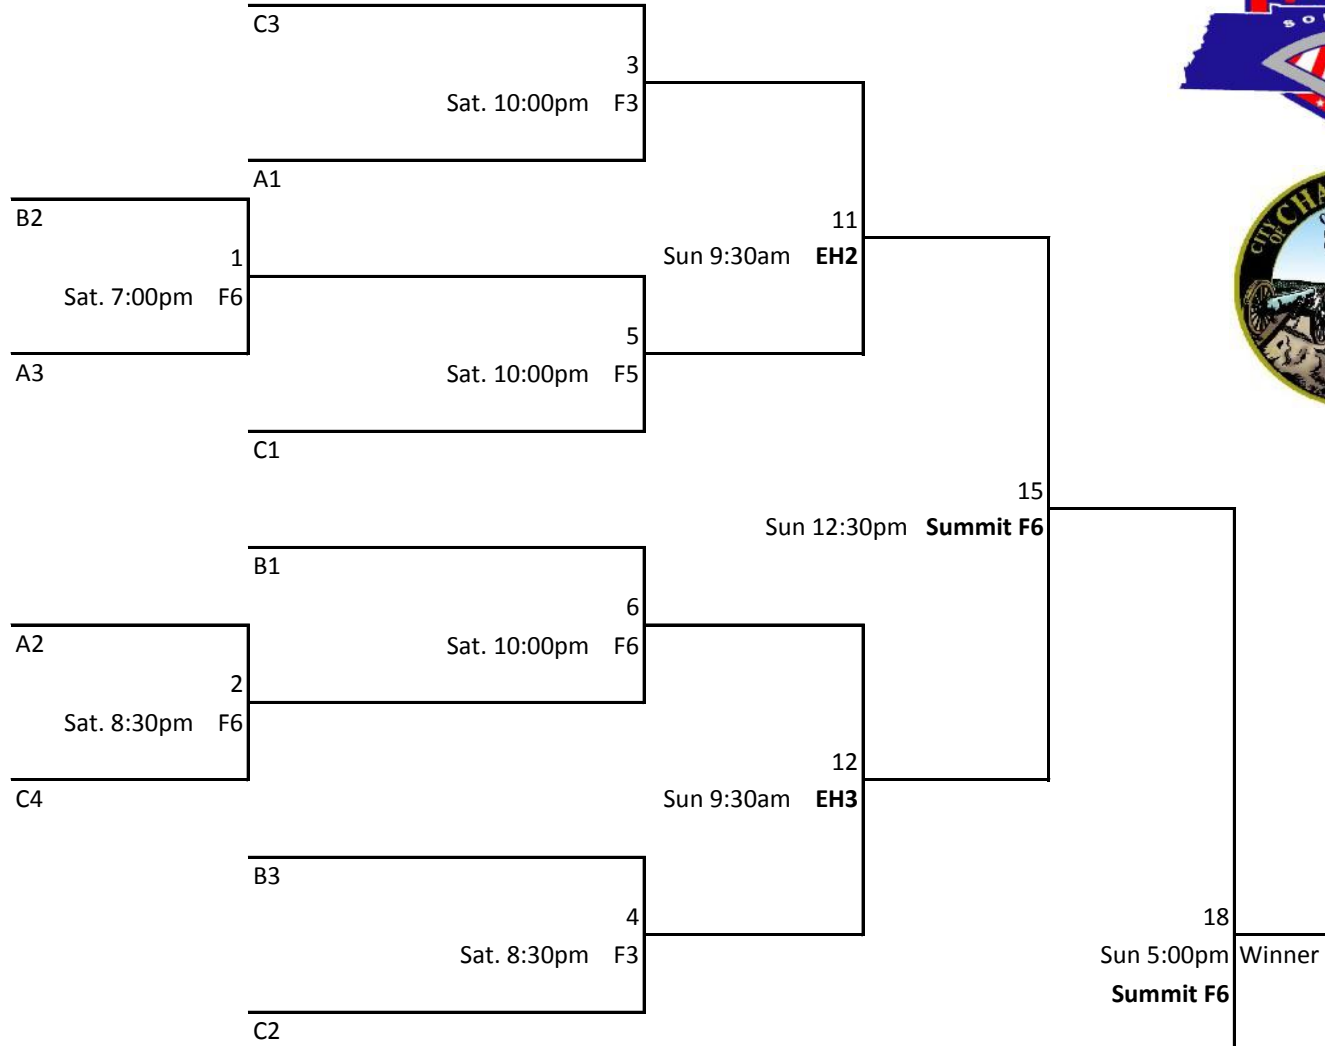 C3
3
Sat. 10:00pm F3
A1
B2
11
1
Sun 9:30am EH2
Sat. 7:00pm F6
5
A3
Sat. 10:00pm F5
C1
15
Sun 12:30pm Summit F6
B1
6
A2
Sat. 10:00pm F6
2
Sat. 8:30pm F6
12
C4
Sun 9:30am EH3
B3
4
18
Sat. 8:30pm F3
Sun 5:00pm Winner
Summit F6
C2
CITY OF CHA